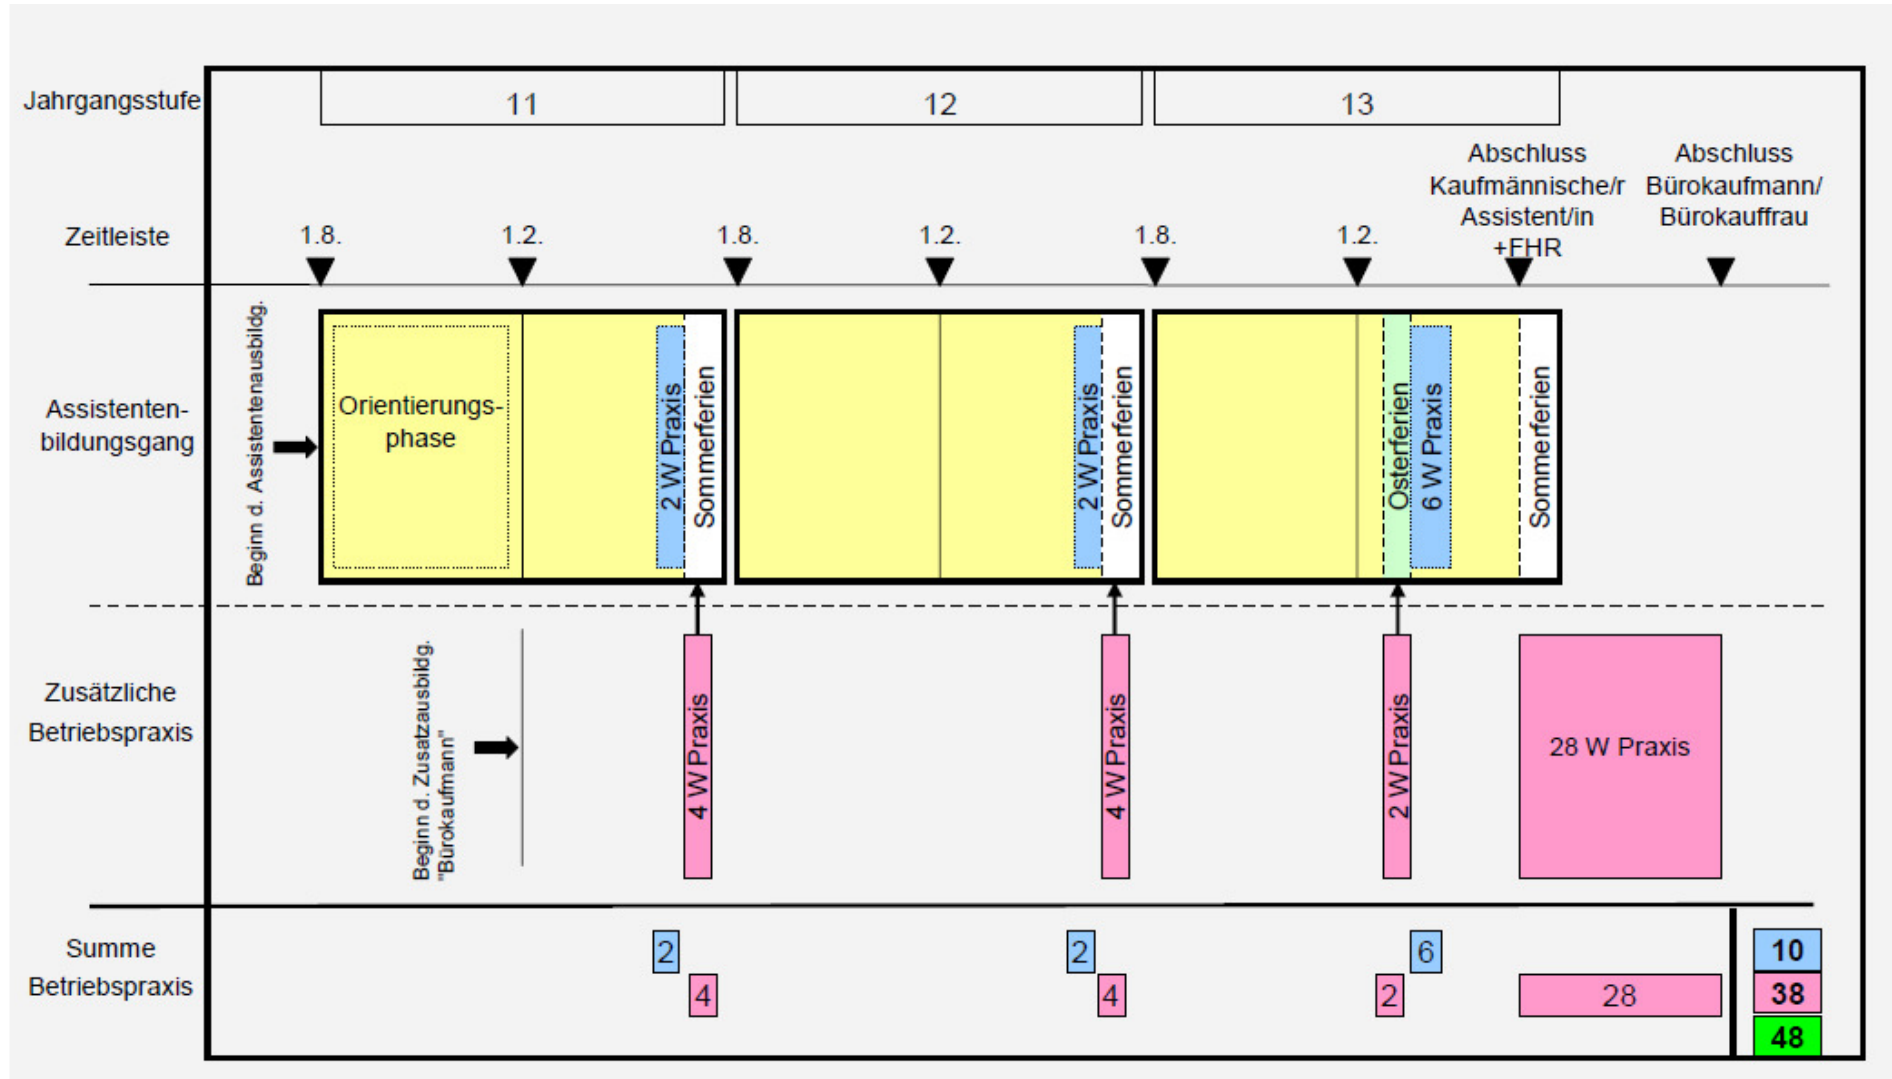 Jahrgangsstufe
11
12
13
Abschluss
Kaufmännische/r
Assistent/in
+FHR
Abschluss
Bürokaufmann/
Bürokauffrau
Zeitleiste
1.8.
1.2.
1.8.
1.2.
1.8.
1.2.
Assistenten-
bildungsgang
Beginn d. Assistentenausbildg.
Orientierungs-
phase
2 W Praxis
Sommerferien
2 W Praxis
Sommerferien
Osterferien
6 W Praxis
Sommerferien
Zusätzliche
Betriebspraxis
Beginn d. Zusatzausbildg.
"Bürokaufmann"
4 W Praxis
4 W Praxis
2 W Praxis
28 W Praxis
Summe
Betriebspraxis
2
2
6
10
4
4
2
28
38
48